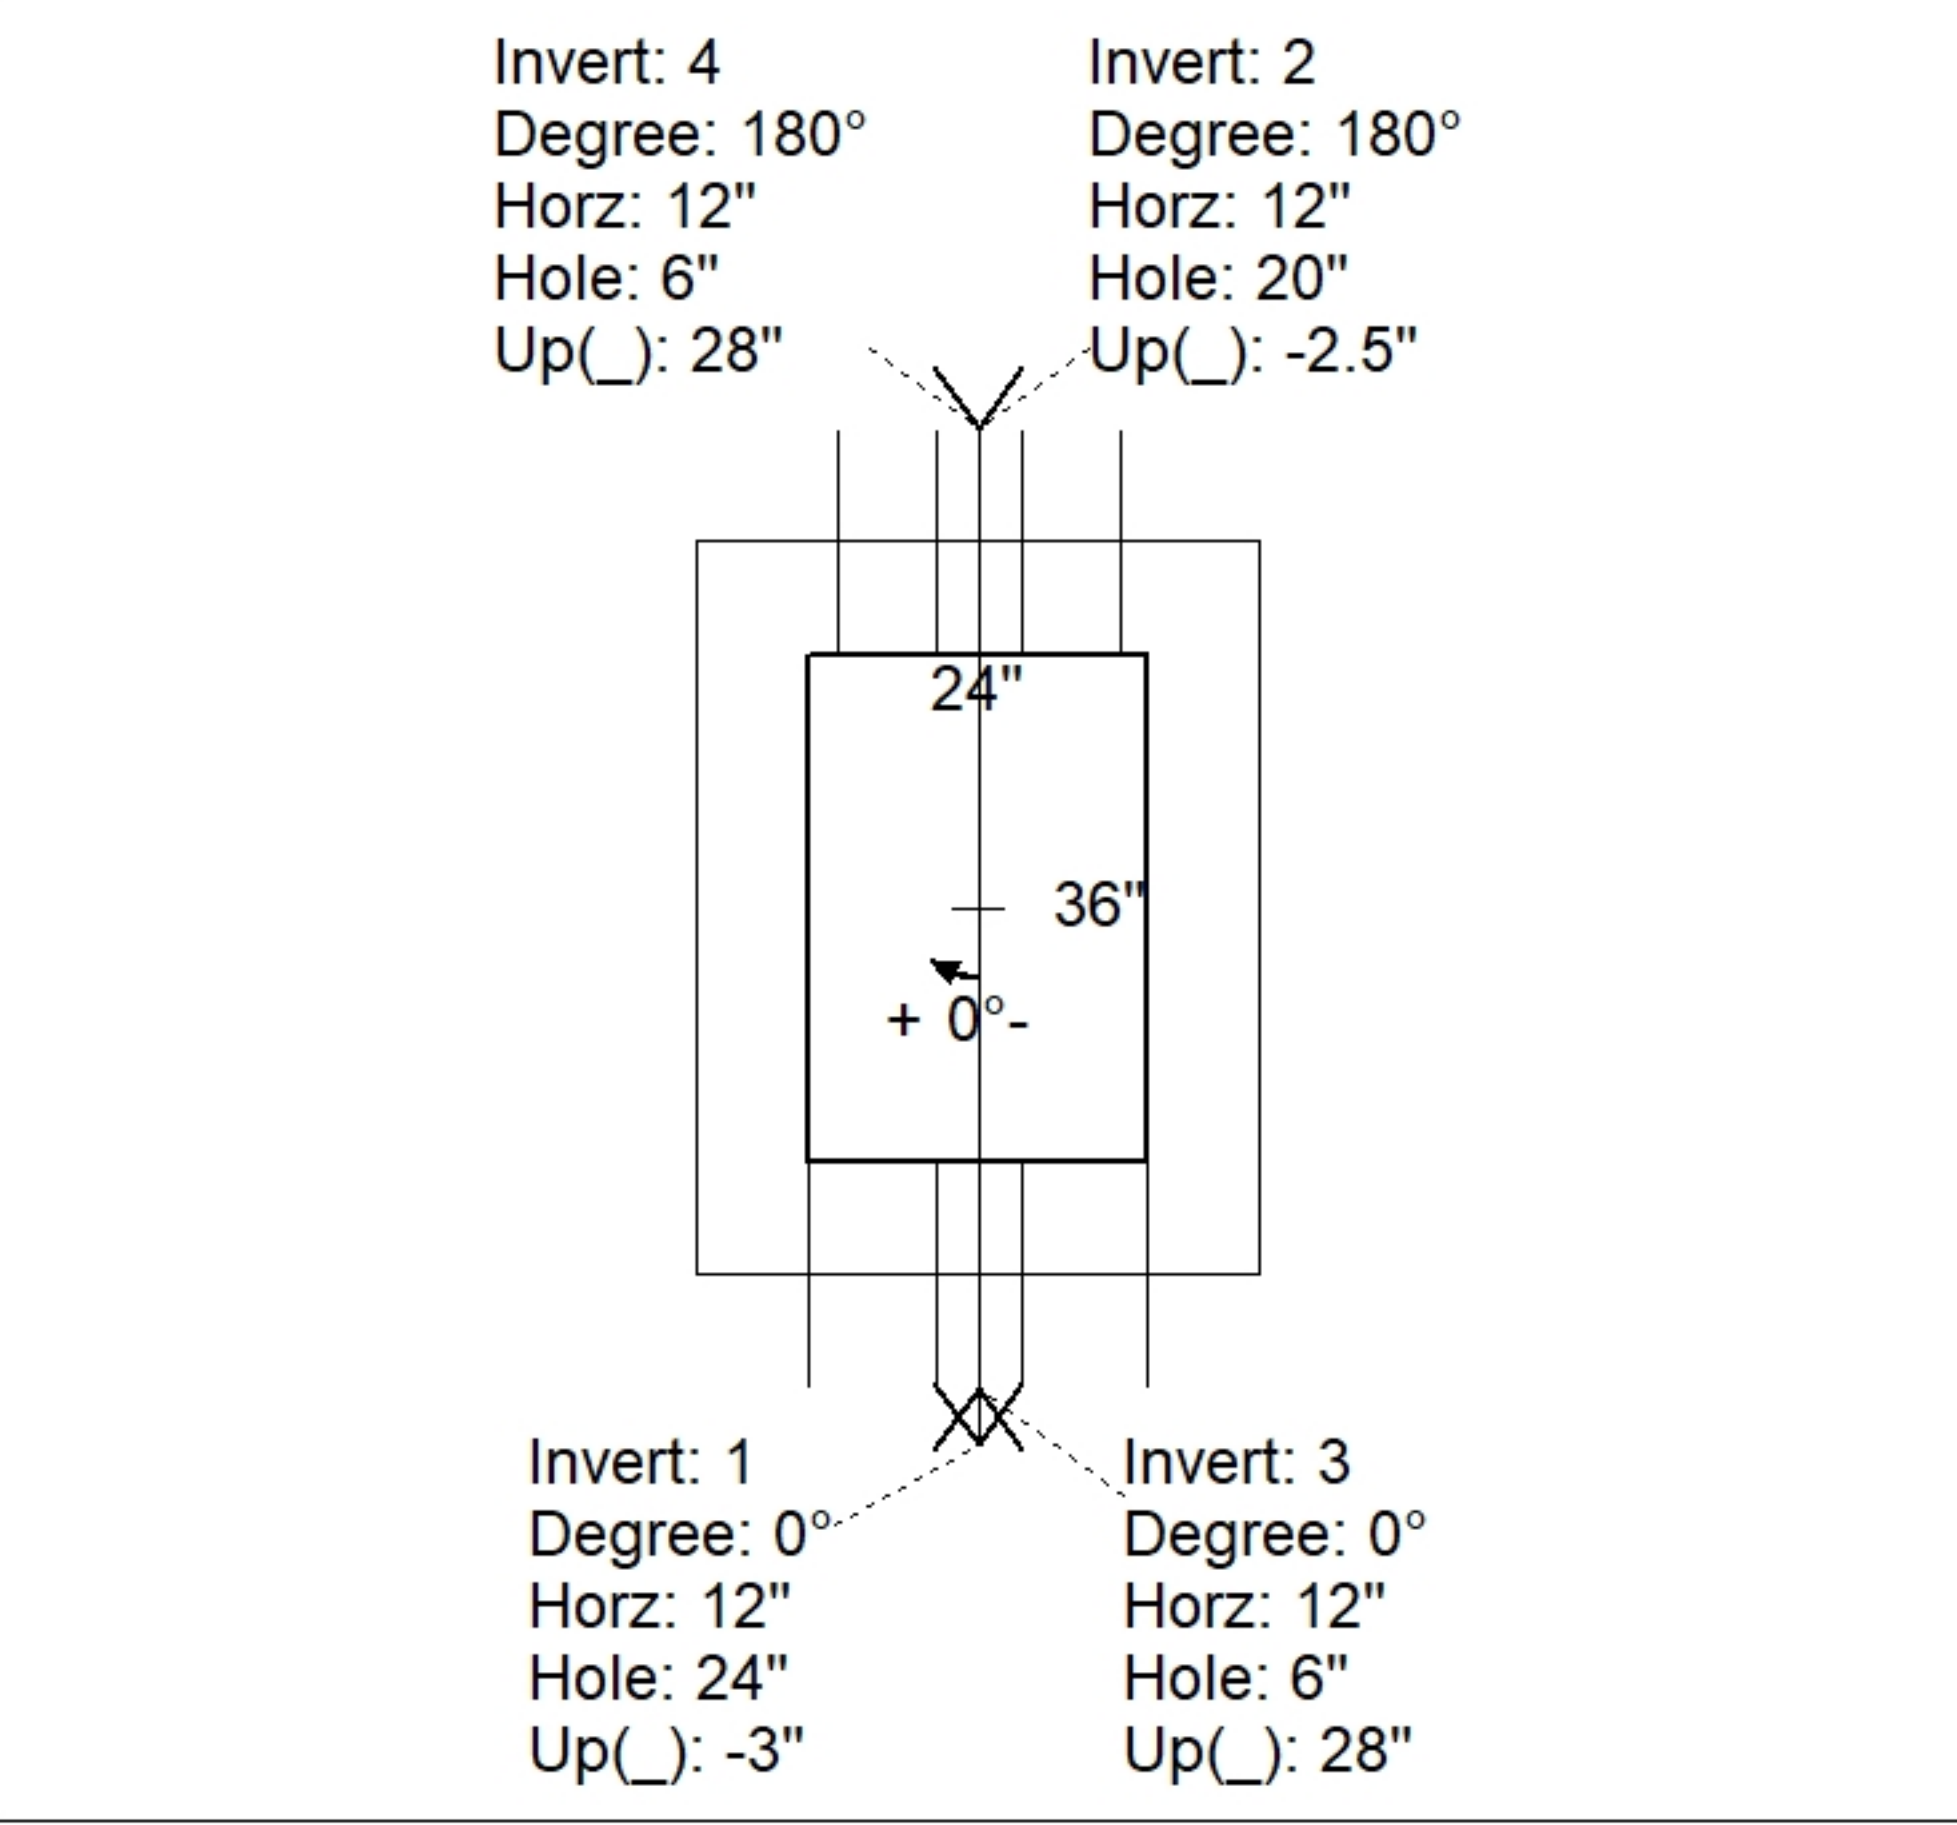 Invert: 4
Degree: 180°
Horz: 12"
Hole: 6"
Up(_): 28"
Invert: 2
Degree: 180°
Horz: 12"
Hole: 20"
Up(_): -2.5"
24"
36"
+ 0°-
Invert: 1
Degree: 0°
Horz: 12"
Hole: 24"
Up(_): -3"
Invert: 3
Degree: 0°
Horz: 12"
Hole: 6"
Up(_): 28"